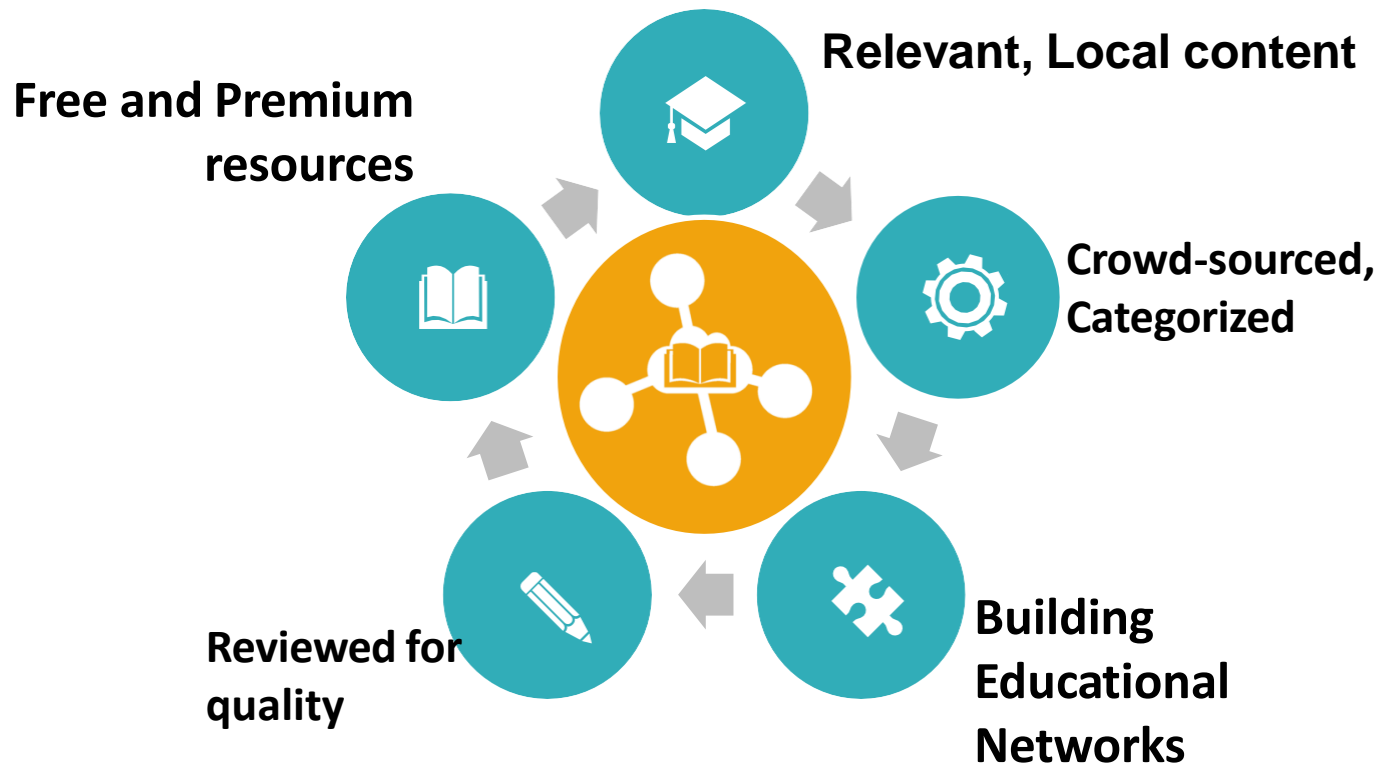 Relevant, Local content
Free and Premium
resources
Crowd-sourced,
Categorized
Building
Educational
Networks
Reviewed for
quality